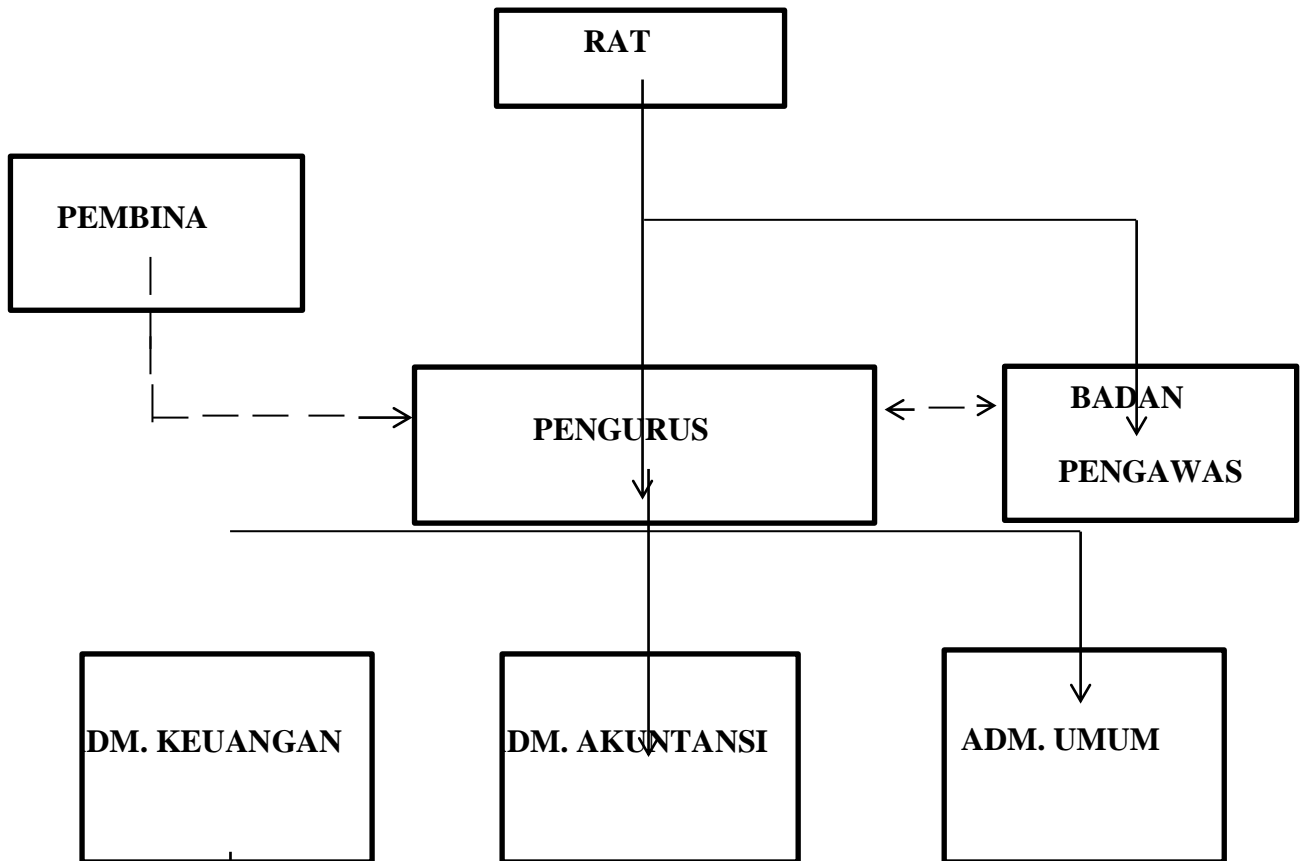 RAT
PEMBINA
PENGURUS
BADAN
PENGAWAS
DM. KEUANGAN
DM. AKUNTANSI
ADM. UMUM